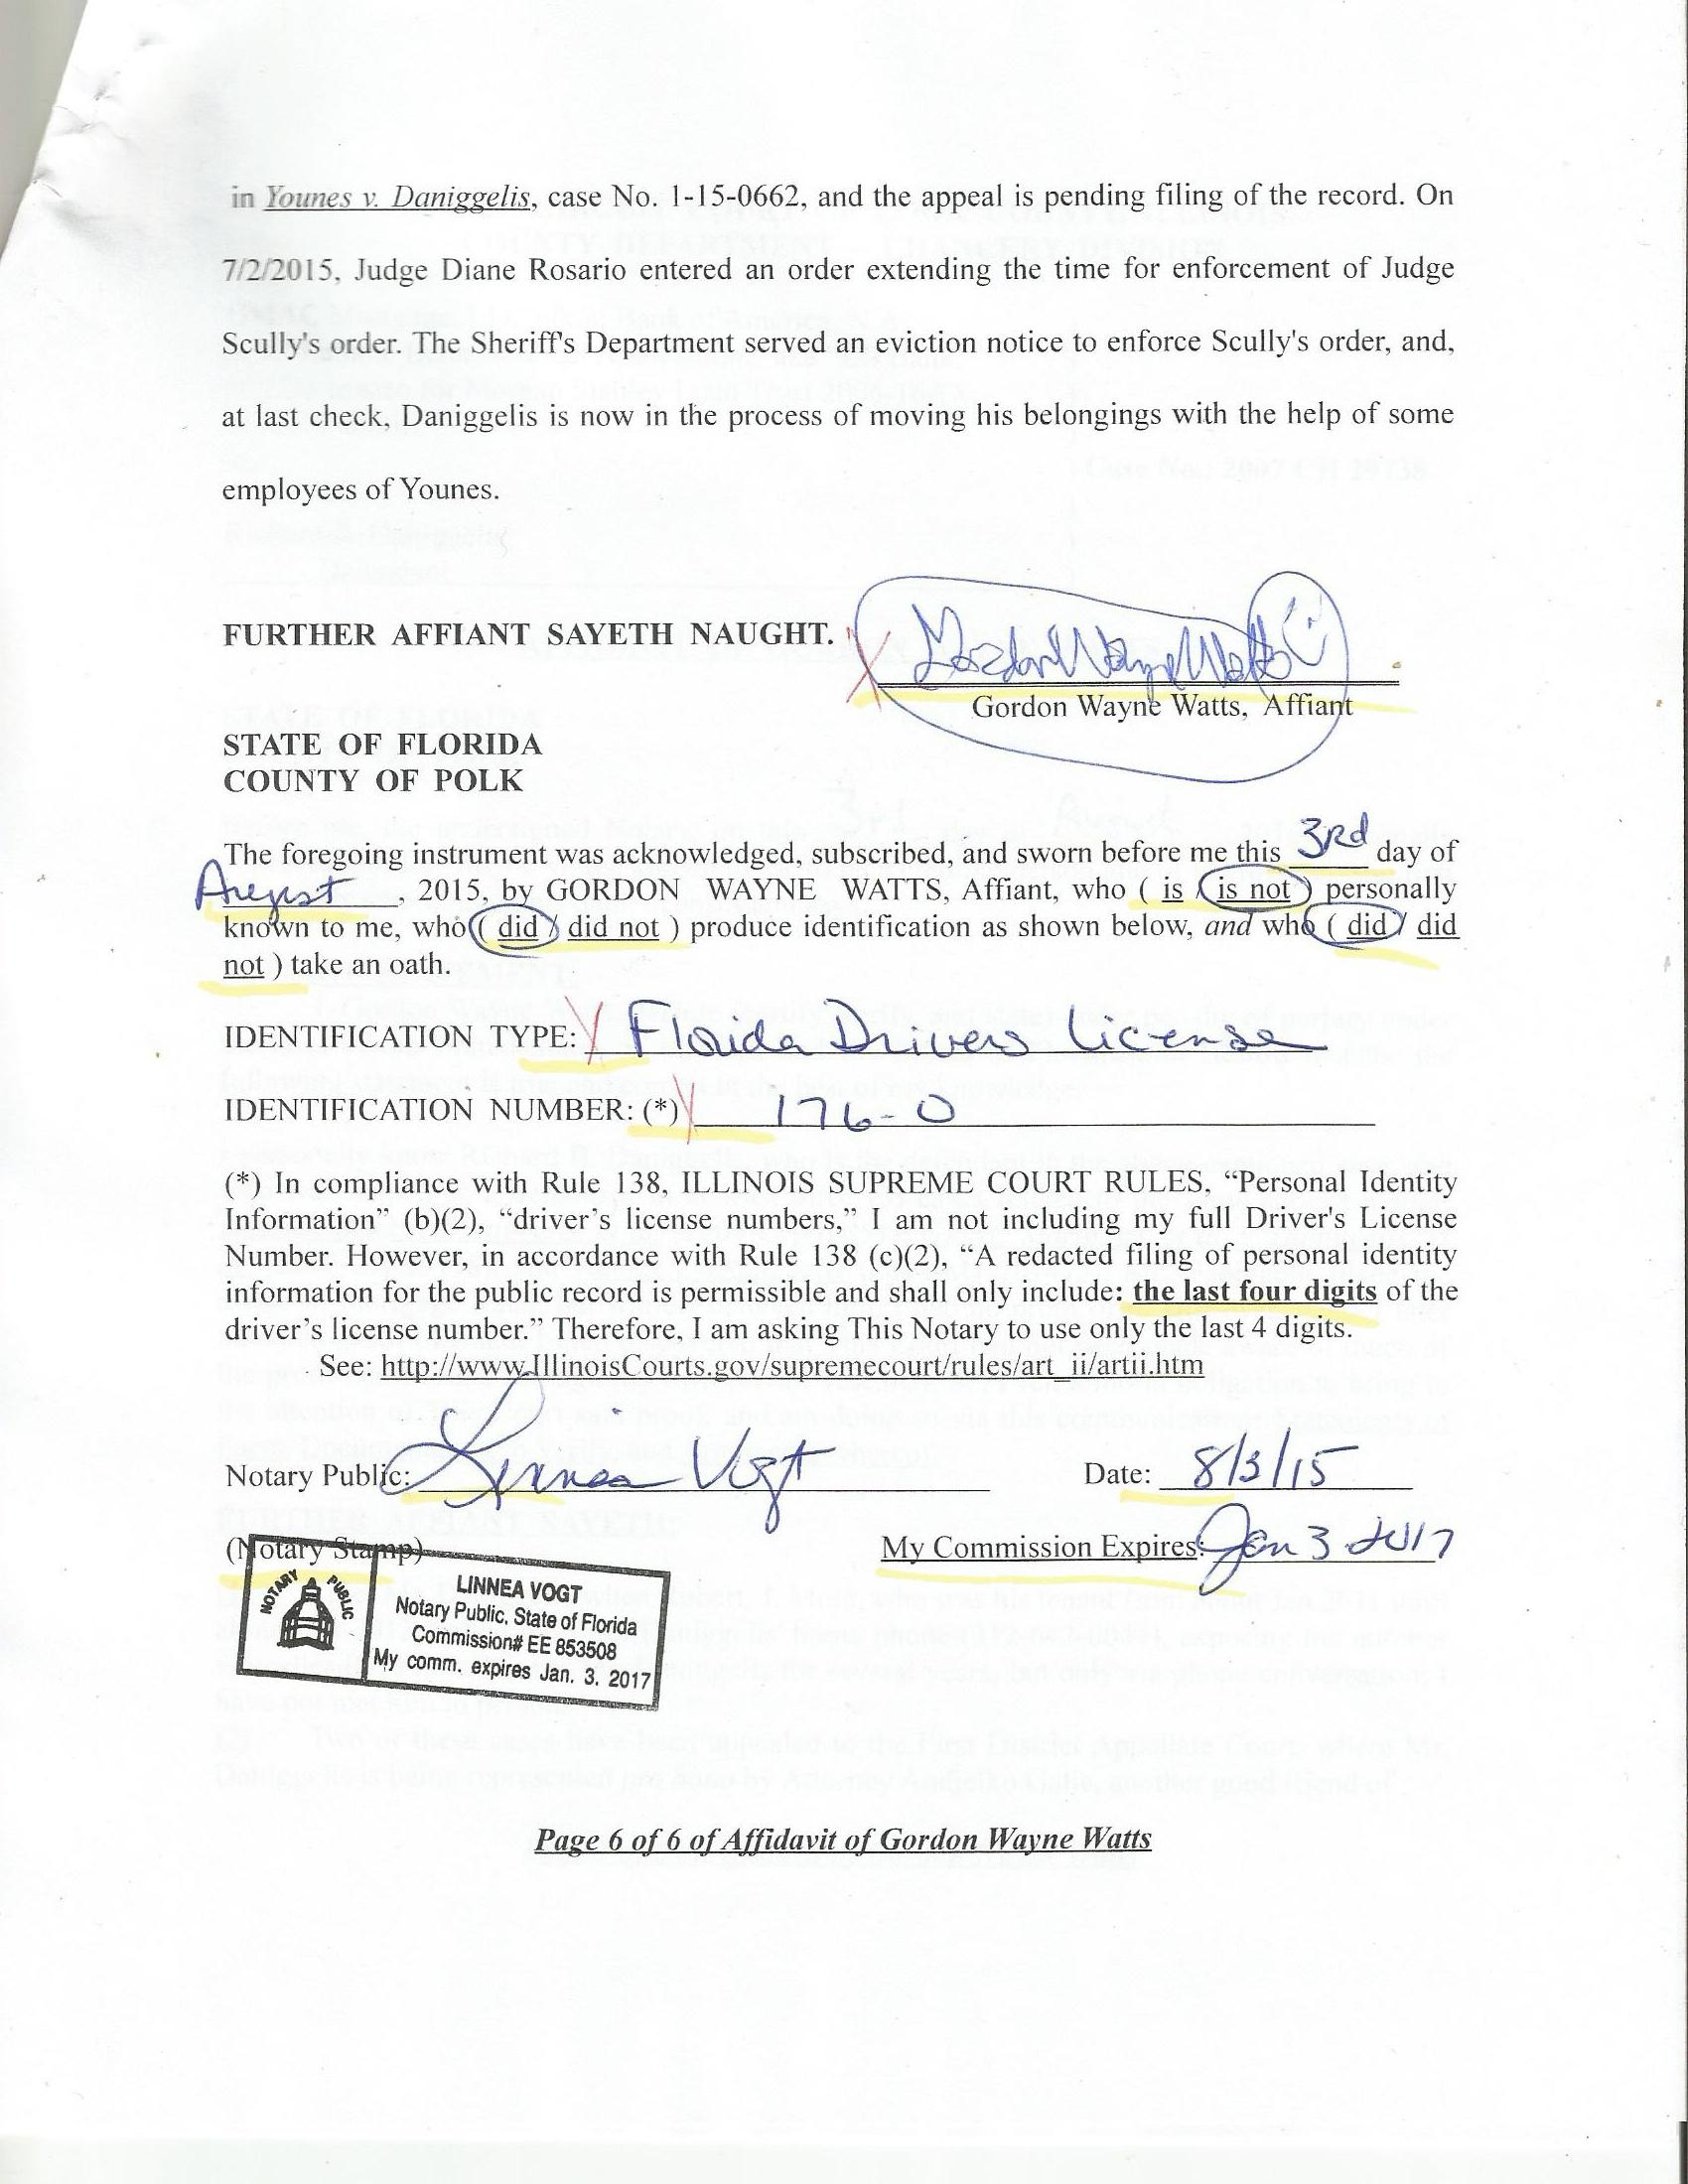 in Younes v. Daniggelis, case No. 1-15-0662, and the appeal is pending filing of the record. On
7/2/2015, Judge Diane Rosario entered an order extending the time for enforcement of Judge
Scully's order. The Sheriff's Department served an eviction notice to enforce Scully's order, and,
at last check, Daniggelis is now in the process of moving his belongings with the help of some
employees of Younes.
FURTHER AFFIANT SAYETH NAUGHT. X Gordon Wayne Watts
Gordon Wayne Watts, Affiant
STATE OF FLORIDA
COUNTY OF POLK
The foregoing instrument was acknowledged, subscribed, and sworn before me this 3rd day of
August, 2015, by GORDON WAYNE WATTS, Affiant, who ( is / is not ) personally
known to me, who ( did / did not ) produce identification as shown below, and who ( did / did
not ) take an oath.
IDENTIFICATION TYPE: X Florida Drivers license
IDENTIFICATION NUMBER: (*) X 176-0
(*) In compliance with Rule 138, ILLINOIS SUPREME COURT RULES, “Personal Identity
Information” (b)(2), “driver’s license numbers,” I am not including my full Driver's License
Number. However, in accordance with Rule 138 (c)(2), “A redacted filing of personal identity
information for the public record is permissible and shall only include: the last four digits of the
driver’s license number.” Therefore, I am asking This Notary to use only the last 4 digits.
See: http://www.IllinoisCourts.gov/supremecourt/rules/art_ii/artii.htm
Notary Public: Linnea Vogt Date: 8/3/15
(Notary Stamp) My Commission Expires: Jan 3 2017
NOTARY PUBLIC
LINNEA VOGT
Notary Public, State of Florida
Commission# EE 853508
My comm. expires Jan. 3, 2017
Page 6 of 6 of Affidavit of Gordon Wayne Watts